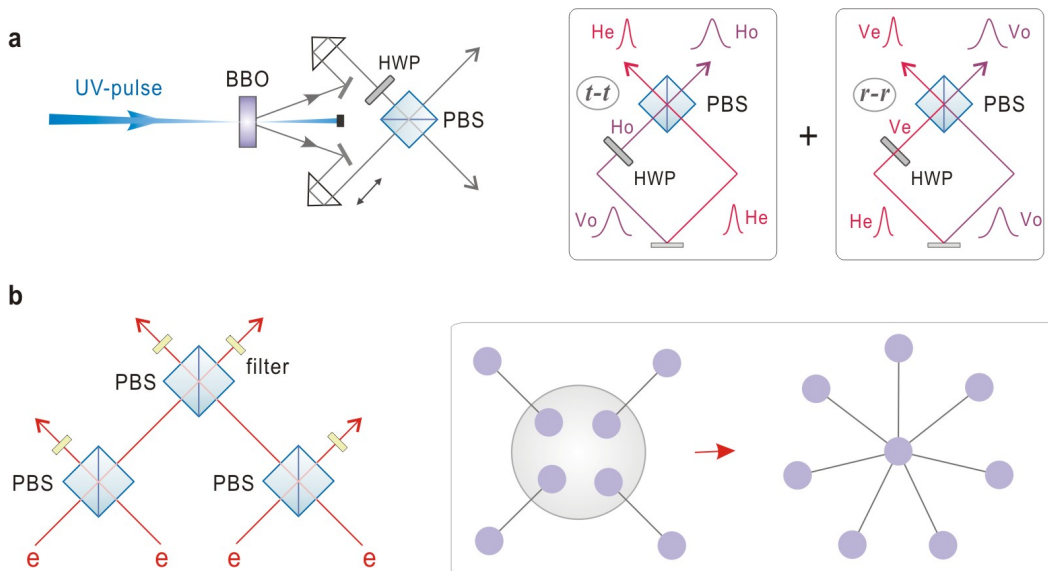 a
UV-pulse
BBO
HWP
PBS
He
Ho
t-t
PBS
Ho
HWP
Vo
He
+
Ve
Vo
r-r
PBS
Ve
HWP
He
Vo
b
PBS
filter
PBS
PBS
e
e
e
e